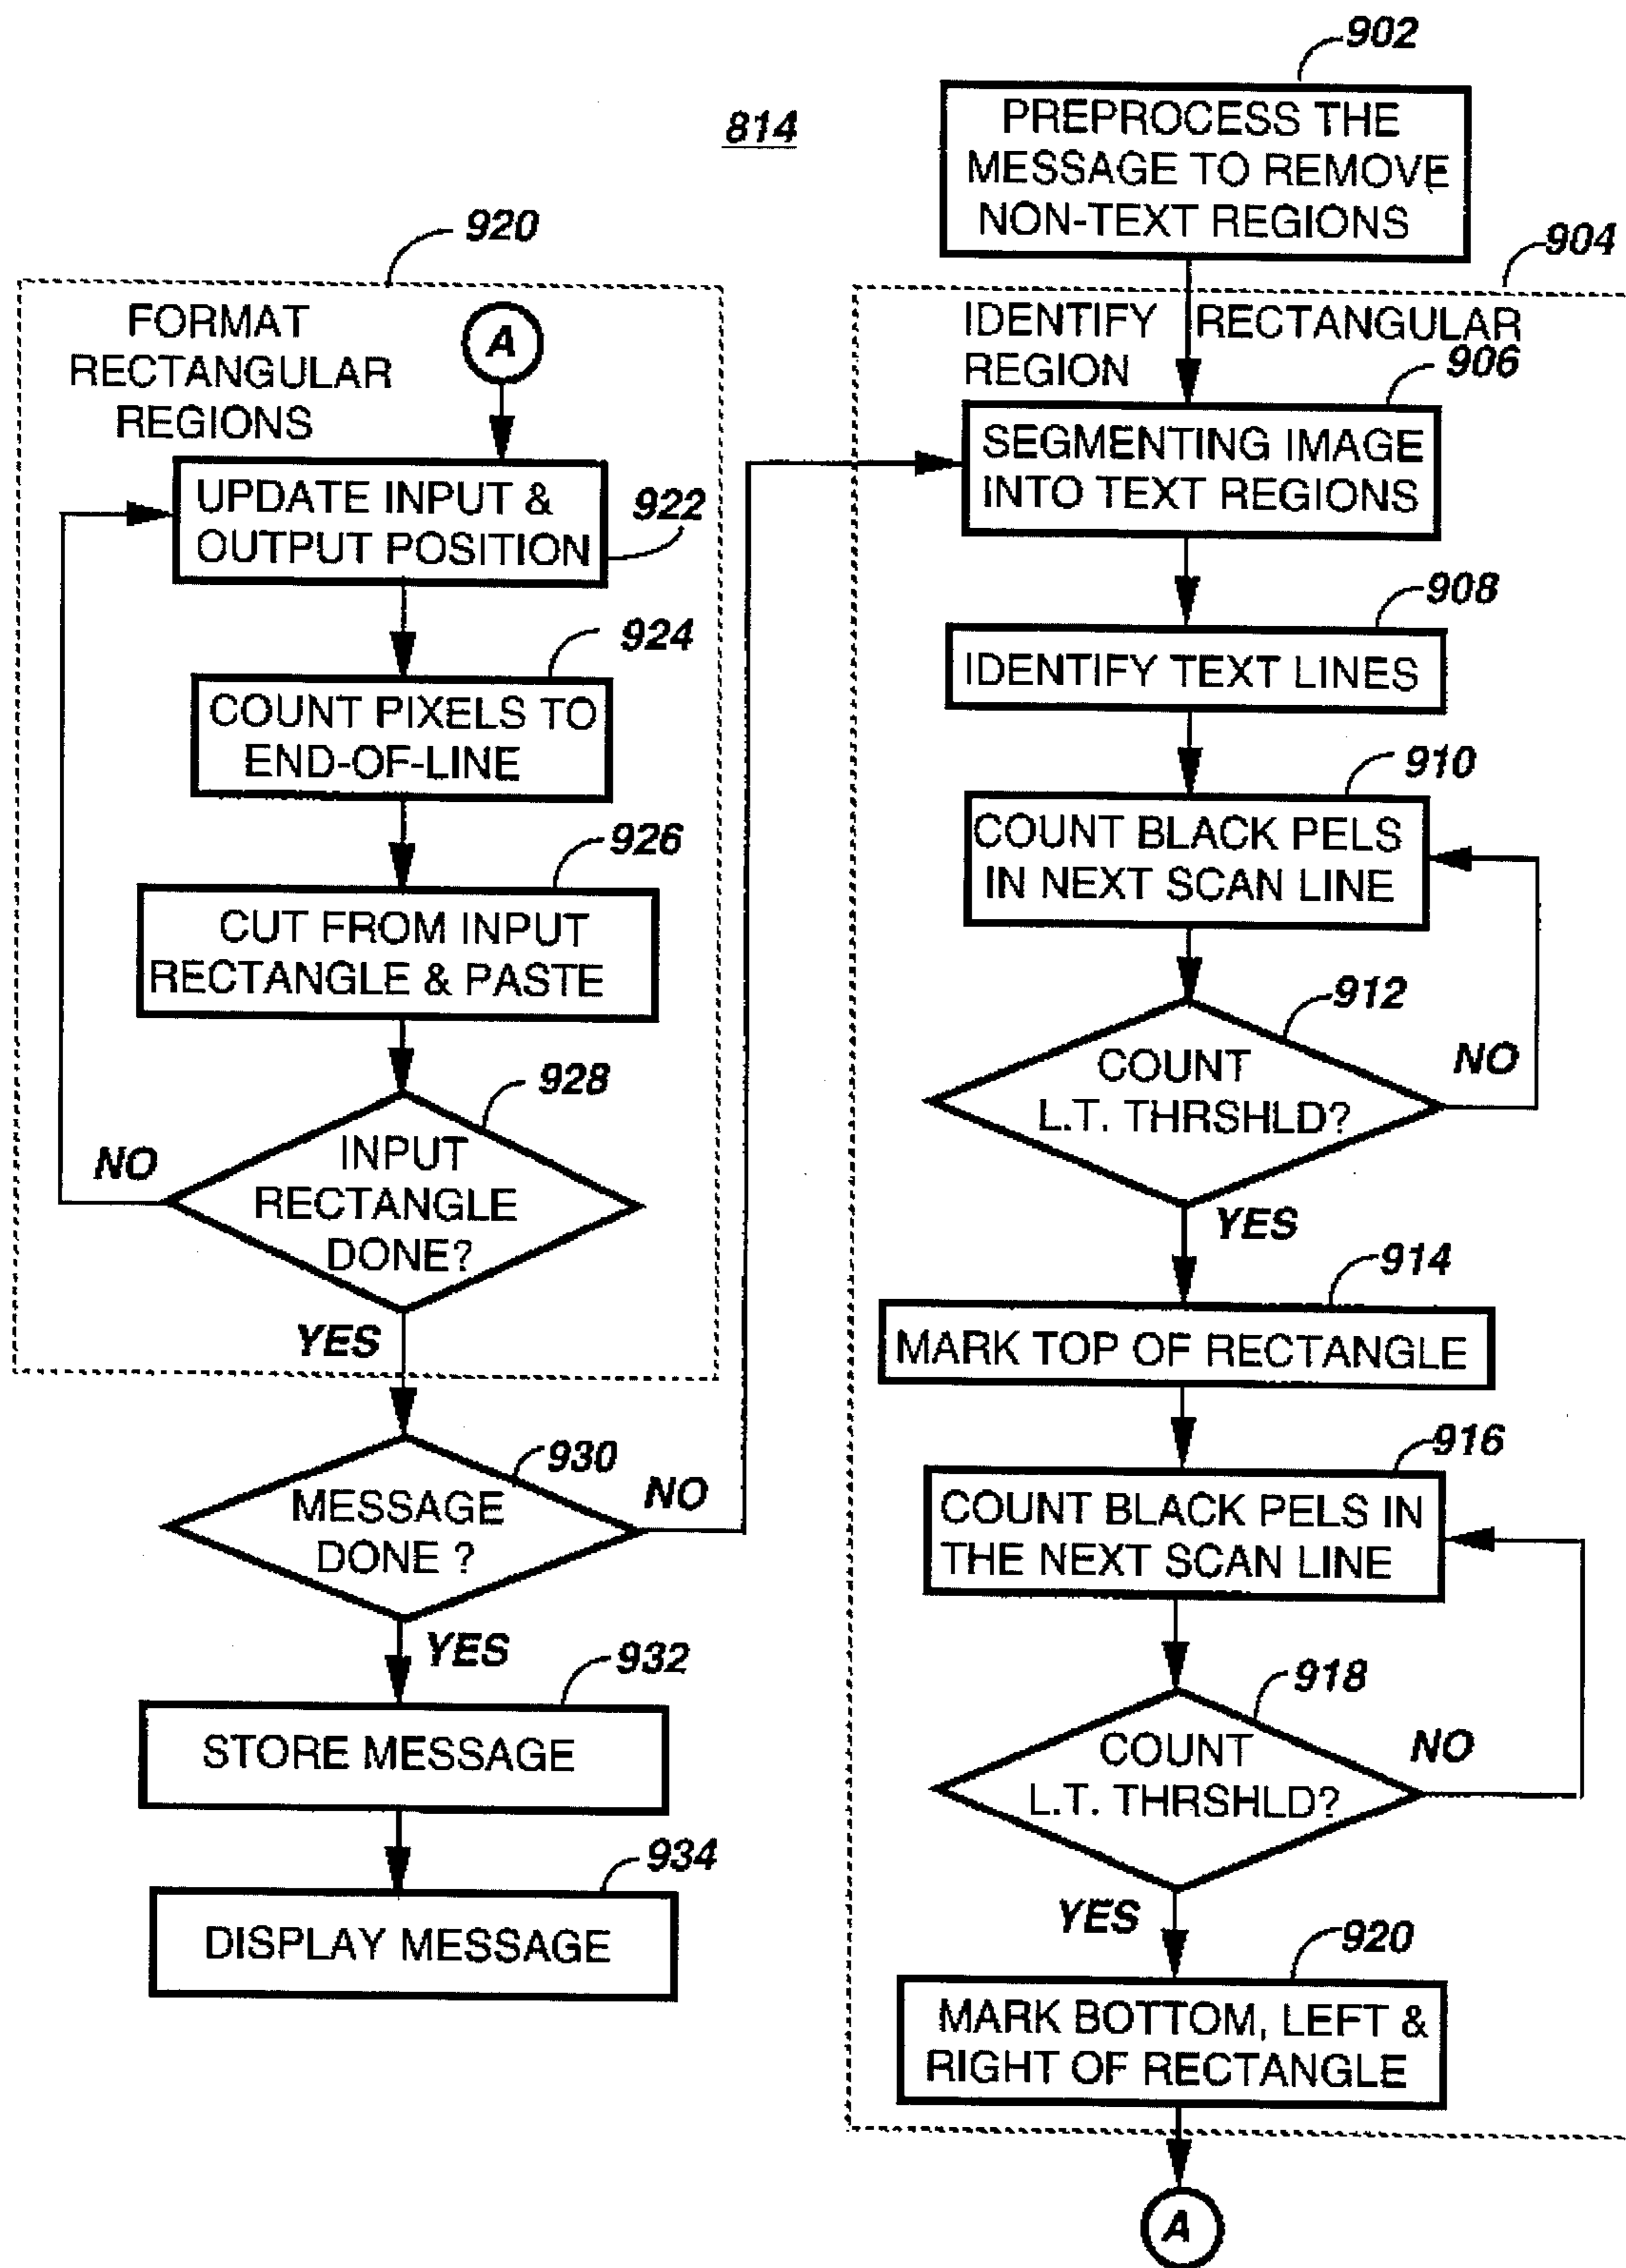 814
902
PREPROCESS THE
MESSAGE TO REMOVE
NON-TEXT REGIONS
904
IDENTIFY RECTANGULAR
REGION
906
SEGMENTING IMAGE
INTO TEXT REGIONS
908
IDENTIFY TEXT LINES
910
COUNT BLACK PELS
IN NEXT SCAN LINE
912
COUNT
L.T. THRSHLD?
NO
YES
914
MARK TOP OF RECTANGLE
916
COUNT BLACK PELS IN
THE NEXT SCAN LINE
918
COUNT
L.T. THRSHLD?
NO
YES
920
MARK BOTTOM, LEFT &
RIGHT OF RECTANGLE
A
920
FORMAT
RECTANGULAR
REGIONS
A
UPDATE INPUT &
OUTPUT POSITION
922
924
COUNT PIXELS TO
END-OF-LINE
926
CUT FROM INPUT
RECTANGLE & PASTE
928
INPUT
RECTANGLE
DONE?
NO
YES
930
MESSAGE
DONE ?
NO
YES
932
STORE MESSAGE
934
DISPLAY MESSAGE